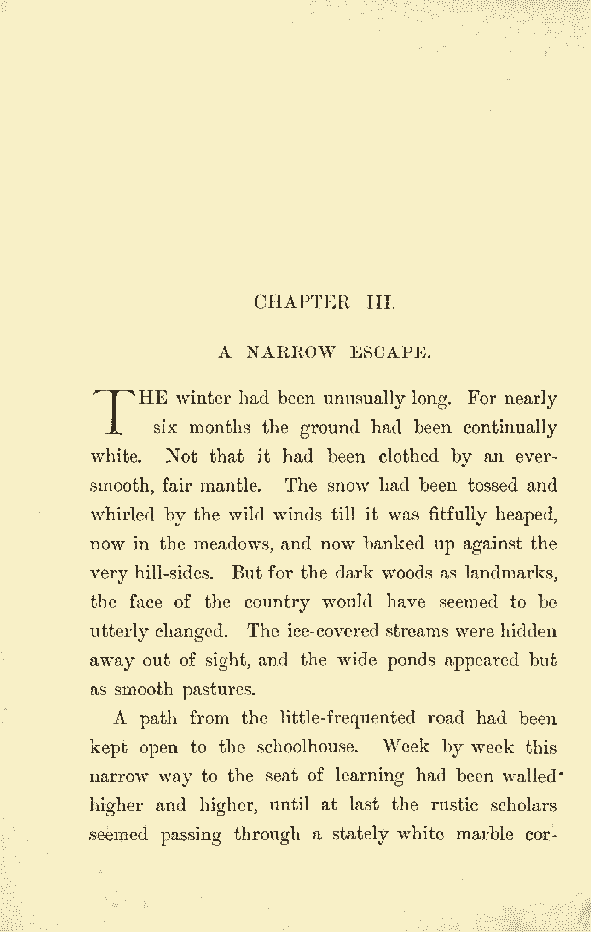 CHAPTER III.
A NARROW ESCAPE.
THE winter had been unusually long. For nearly
six months the ground had been continually
white. Not that it had been clothed by an ever-
smooth, fair mantle. The snow had been tossed and
whirled by the wild winds till it was fitfully heaped,
now in the meadows, and now banked up against the
very hill-sides. But for the dark woods as landmarks,
the face of the country would have seemed to be
utterly changed. The ice-covered streams were hidden
away out of sight, and the wide ponds appeared but
as smooth pastures.
A path from the little-frequented road had been
kept open to the schoolhouse. Week by week this
narrow way to the seat of learning had been walled
higher and higher, until at last the rustic scholars
seemed passing through a stately white marble cor-